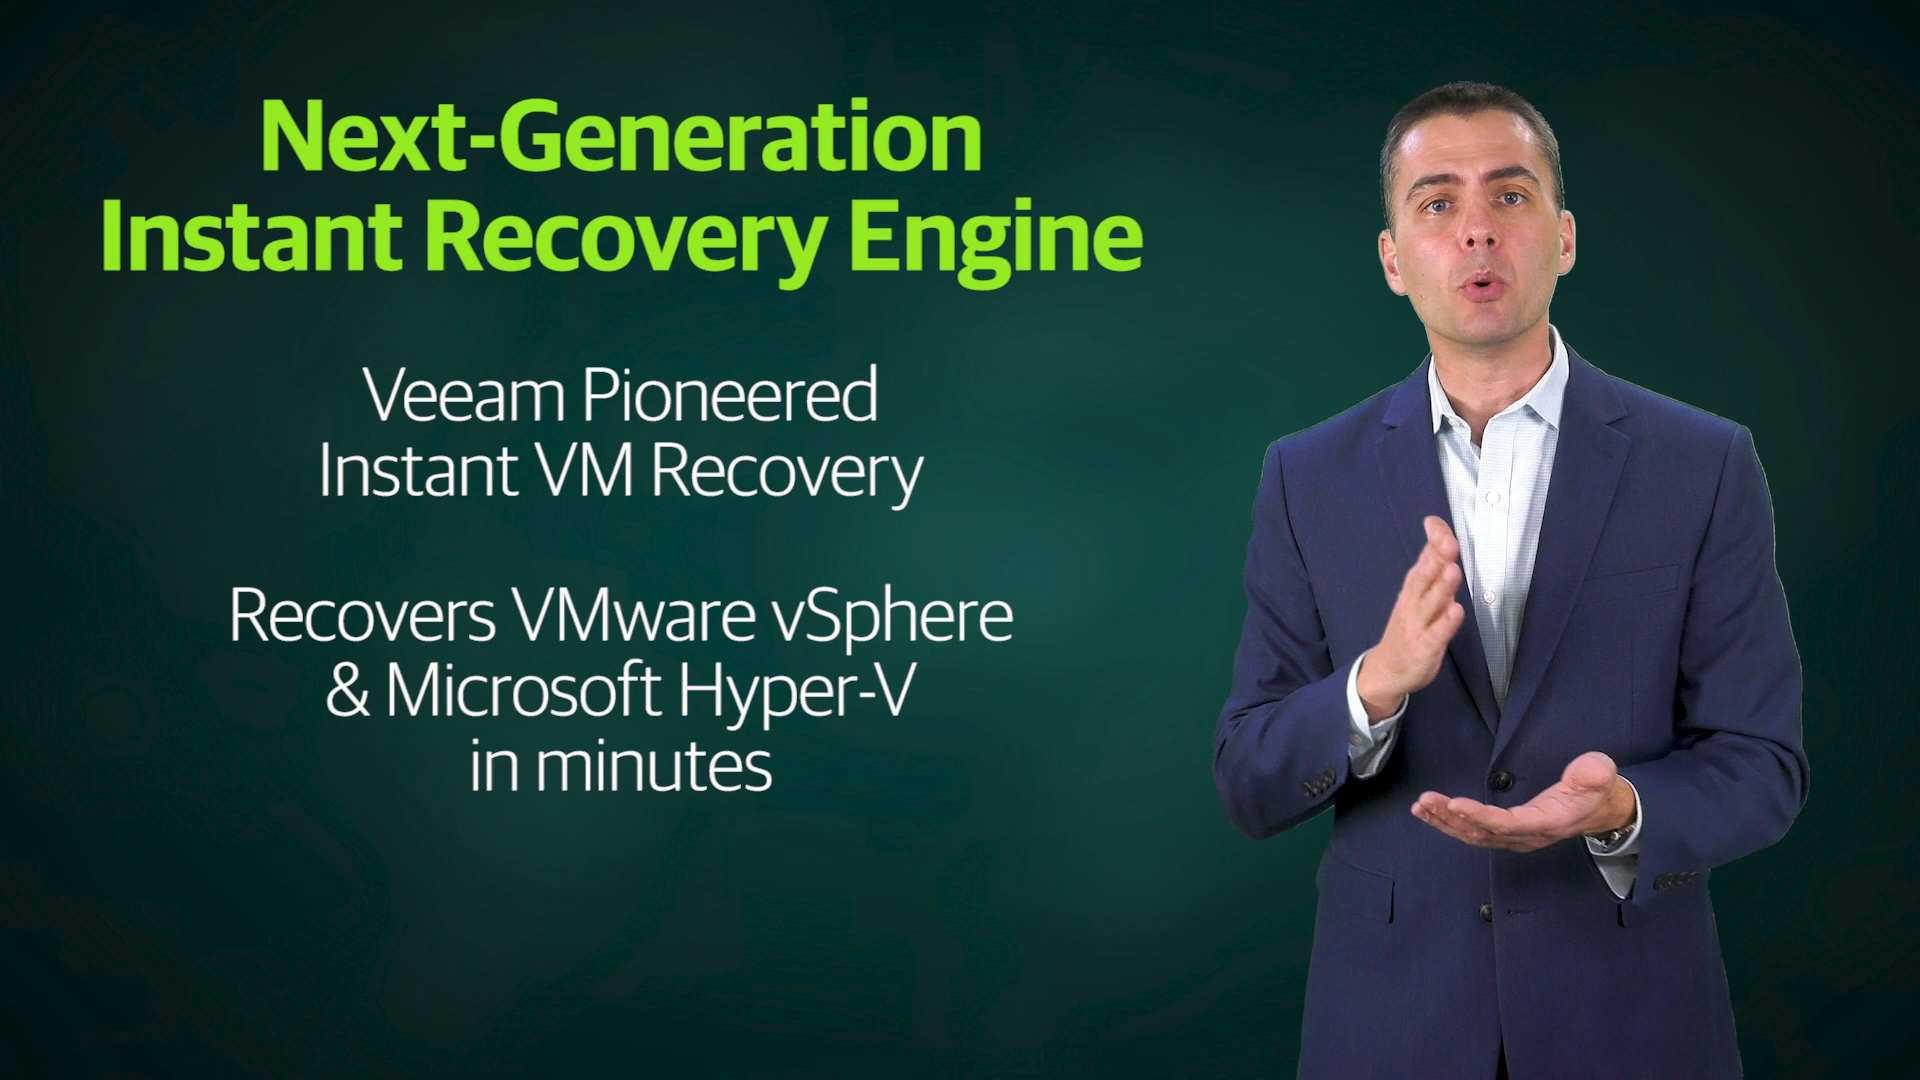 Next-Generation
Instant Recovery Engine
Veeam Pioneered
Instant VM Recovery
Recovers VMware vSphere
& Microsoft Hyper-V
in minutes